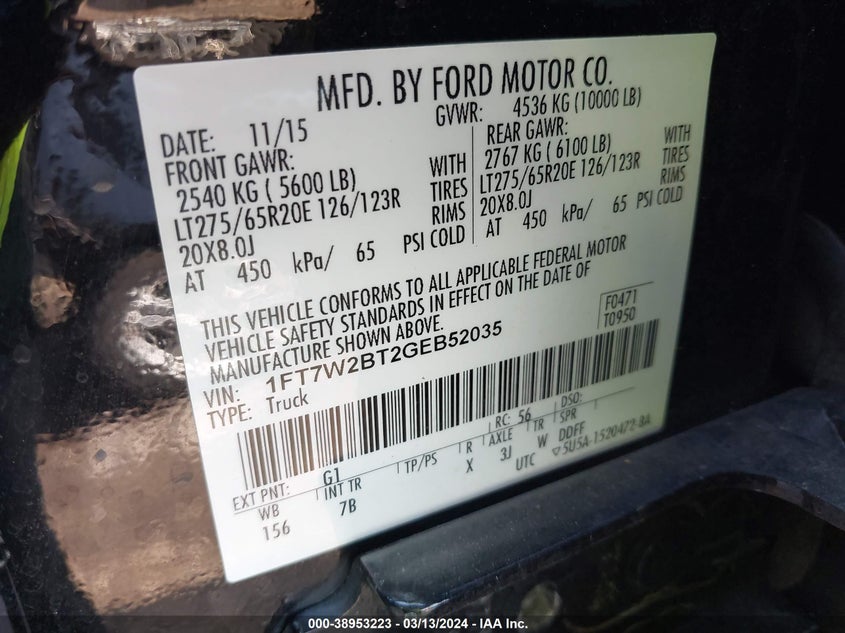 MFD. BY FORD MOTOR CO.
DATE: 11/15
GVWR: 4536 KG (10000 LB)
FRONT GAWR:
2540 KG ( 5600 LB) WITH
LT275/65R20E 126/123R TIRES
20X8.0J RIMS
AT 450 kPa/ 65 PSI COLD
REAR GAWR:
2767 KG ( 6100 LB) WITH
LT275/65R20E 126/123R TIRES
20X8.0J RIMS
AT 450 kPa/ 65 PSI COLD
THIS VEHICLE CONFORMS TO ALL APPLICABLE FEDERAL MOTOR
VEHICLE SAFETY STANDARDS IN EFFECT ON THE DATE OF
MANUFACTURE SHOWN ABOVE.
F0471
T0950
VIN: 1FT7W2BT2GEB52035
TYPE: Truck
RC: 56 DSO:
EXT PNT: G1
WB INT TR TP/PS R AXLE TR SPR
156 7B X 3J W DDFF
UTC ▽5U5A-1520472-BA
000-38953223 - 03/13/2024 - IAA Inc.